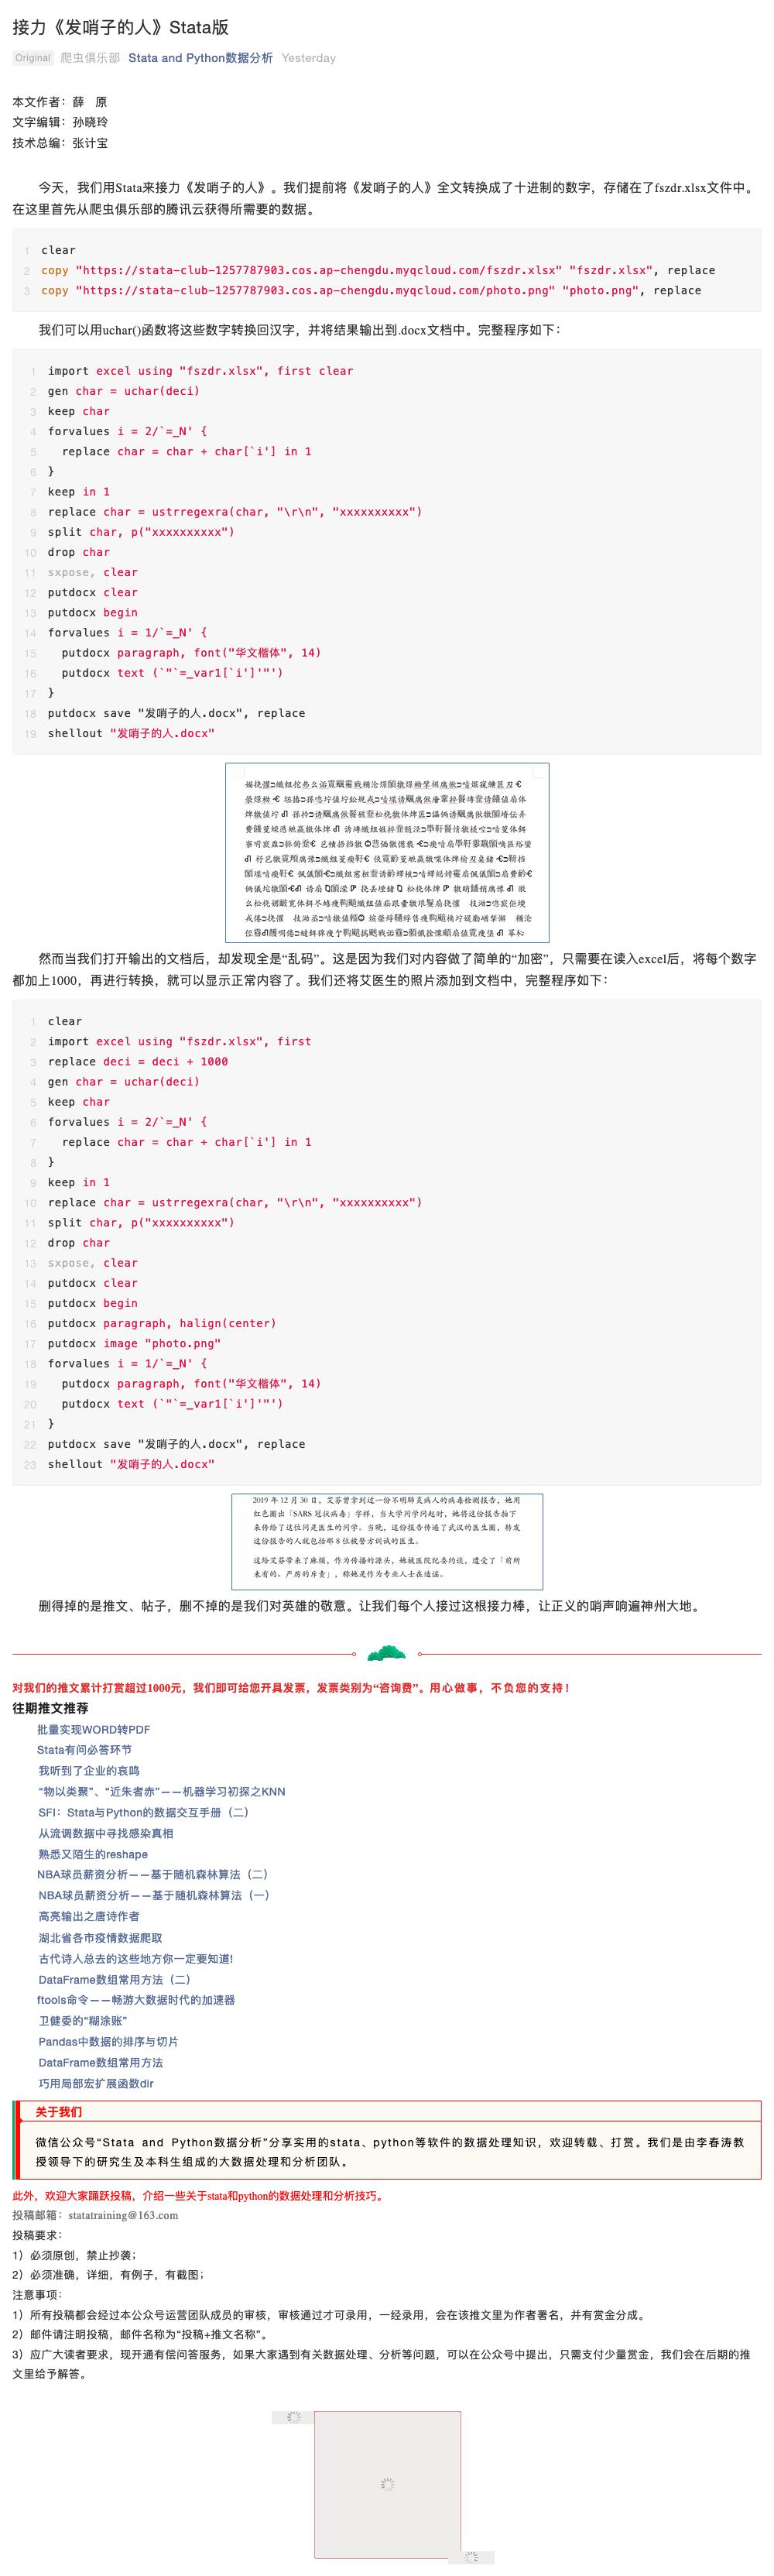 接力《发哨子的人》Stata版
Original 爬虫俱乐部 Stata and Python数据分析 Yesterday
本文作者：薛 原
文字编辑：孙晓玲
技术总编：张计宝
今天，我们用Stata来接力《发哨子的人》。我们提前将《发哨子的人》全文转换成了十进制的数字，存储在了fszdr.xlsx文件中。
在这里首先从爬虫俱乐部的腾讯云获得所需要的数据。
1 clear
2 copy "https://stata-club-1257787903.cos.ap-chengdu.myqcloud.com/fszdr.xlsx" "fszdr.xlsx", replace
3 copy "https://stata-club-1257787903.cos.ap-chengdu.myqcloud.com/photo.png" "photo.png", replace
我们可以用uchar()函数将这些数字转换回汉字，并将结果输出到.docx文档中。完整程序如下：
1 import excel using "fszdr.xlsx", first clear
2 gen char = uchar(deci)
3 keep char
4 forvalues i = 2/`=_N' {
5 replace char = char + char[`i'] in 1
6 }
7 keep in 1
8 replace char = ustrregexra(char, "\r\n", "xxxxxxxxxx")
9 split char, p("xxxxxxxxxx")
10 drop char
11 sxpose, clear
12 putdocx clear
13 putdocx begin
14 forvalues i = 1/`=_N' {
15 putdocx paragraph, font("华文楷体", 14)
16 putdocx text (`"`=_var1[`i']'"')
17 }
18 putdocx save "发哨子的人.docx", replace
19 shellout "发哨子的人.docx"
然而当我们打开输出的文档后，却发现全是“乱码”。这是因为我们对内容做了简单的“加密”，只需要在读入excel后，将每个数字
都加上1000，再进行转换，就可以显示正常内容了。我们还将艾医生的照片添加到文档中，完整程序如下：
1 clear
2 import excel using "fszdr.xlsx", first
3 replace deci = deci + 1000
4 gen char = uchar(deci)
5 keep char
6 forvalues i = 2/`=_N' {
7 replace char = char + char[`i'] in 1
8 }
9 keep in 1
10 replace char = ustrregexra(char, "\r\n", "xxxxxxxxxx")
11 split char, p("xxxxxxxxxx")
12 drop char
13 sxpose, clear
14 putdocx clear
15 putdocx begin
16 putdocx paragraph, halign(center)
17 putdocx image "photo.png"
18 forvalues i = 1/`=_N' {
19 putdocx paragraph, font("华文楷体", 14)
20 putdocx text (`"`=_var1[`i']'"')
21 }
22 putdocx save "发哨子的人.docx", replace
23 shellout "发哨子的人.docx"
2019 年 12 月 30 日，艾芬曾拿到过一份不明肺炎病人的病毒检测报告，她用
红色圈出「SARS 冠状病毒」字样，当大学同学问起时，她将这份报告拍下
来传给了这位同是医生的同学。当晚，这份报告传遍了武汉的医生圈，转发
这份报告的人就包括那 8 位被警方训诫的医生。
这给艾芬带来了麻烦，作为传播的源头，她被医院纪委约谈，遭受了「前所
未有的、严厉的斥责」，称她是作为专业人士在造谣。
删得掉的是推文、帖子，删不掉的是我们对英雄的敬意。让我们每个人接过这根接力棒，让正义的哨声响遍神州大地。
对我们的推文累计打赏超过1000元，我们即可给您开具发票，发票类别为“咨询费”。用心做事，不负您的支持！
往期推文推荐
批量实现WORD转PDF
Stata有问必答环节
我听到了企业的哀鸣
“物以类聚”、“近朱者赤”——机器学习初探之KNN
SFI：Stata与Python的数据交互手册（二）
从流调数据中寻找感染真相
熟悉又陌生的reshape
NBA球员薪资分析——基于随机森林算法（二）
NBA球员薪资分析——基于随机森林算法（一）
高亮输出之唐诗作者
湖北省各市疫情数据爬取
古代诗人总去的这些地方你一定要知道!
DataFrame数组常用方法（二）
ftools命令——畅游大数据时代的加速器
卫健委的“糊涂账”
Pandas中数据的排序与切片
DataFrame数组常用方法
巧用局部宏扩展函数dir
关于我们
微信公众号“Stata and Python数据分析”分享实用的stata、python等软件的数据处理知识，欢迎转载、打赏。我们是由李春涛教
授领导下的研究生及本科生组成的大数据处理和分析团队。
此外，欢迎大家踊跃投稿，介绍一些关于stata和python的数据处理和分析技巧。
投稿邮箱：statatraining@163.com
投稿要求：
1）必须原创，禁止抄袭；
2）必须准确，详细，有例子，有截图；
注意事项：
1）所有投稿都会经过本公众号运营团队成员的审核，审核通过才可录用，一经录用，会在该推文里为作者署名，并有赏金分成。
2）邮件请注明投稿，邮件名称为“投稿+推文名称”。
3）应广大读者要求，现开通有偿问答服务，如果大家遇到有关数据处理、分析等问题，可以在公众号中提出，只需支付少量赏金，我们会在后期的推
文里给予解答。